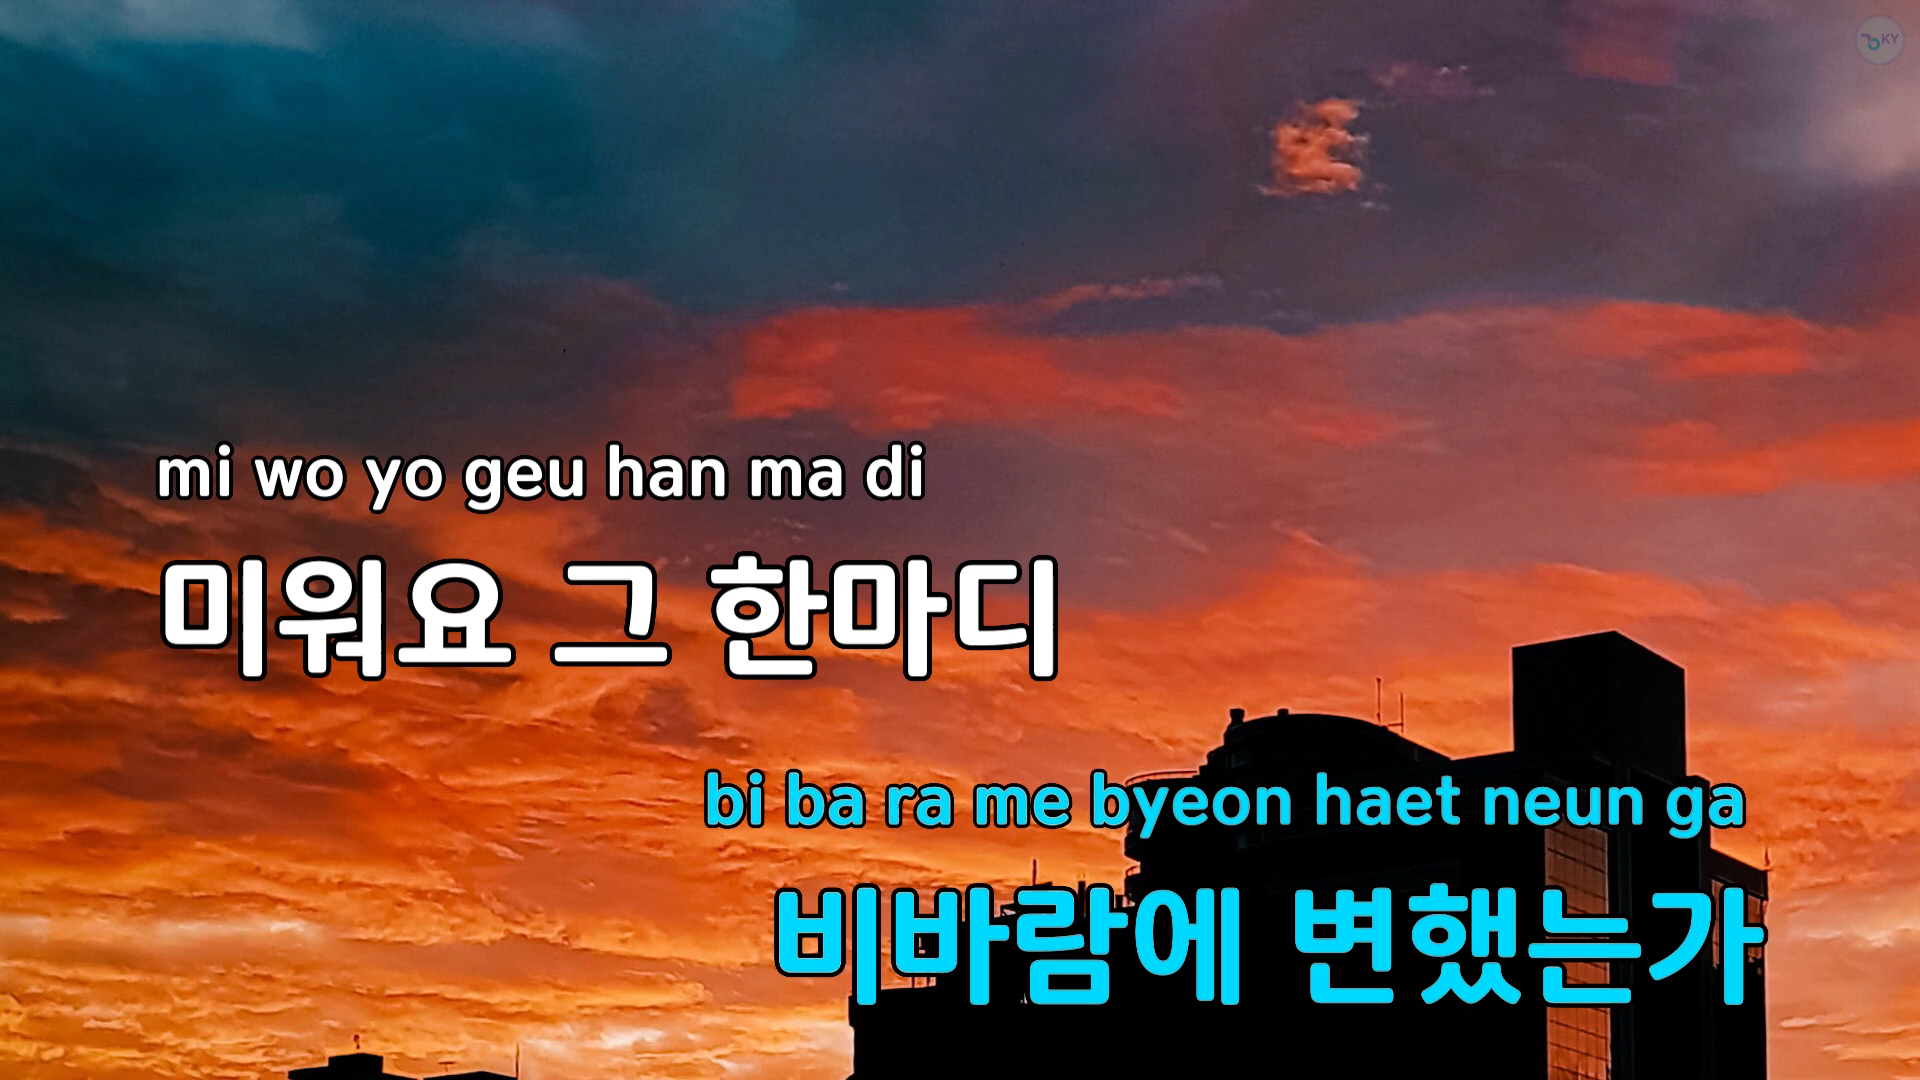 KY
mi wo yo geu han ma di
미워요 그 한마디
bi ba ra me byeon haet neun ga
비바람에 변했는가